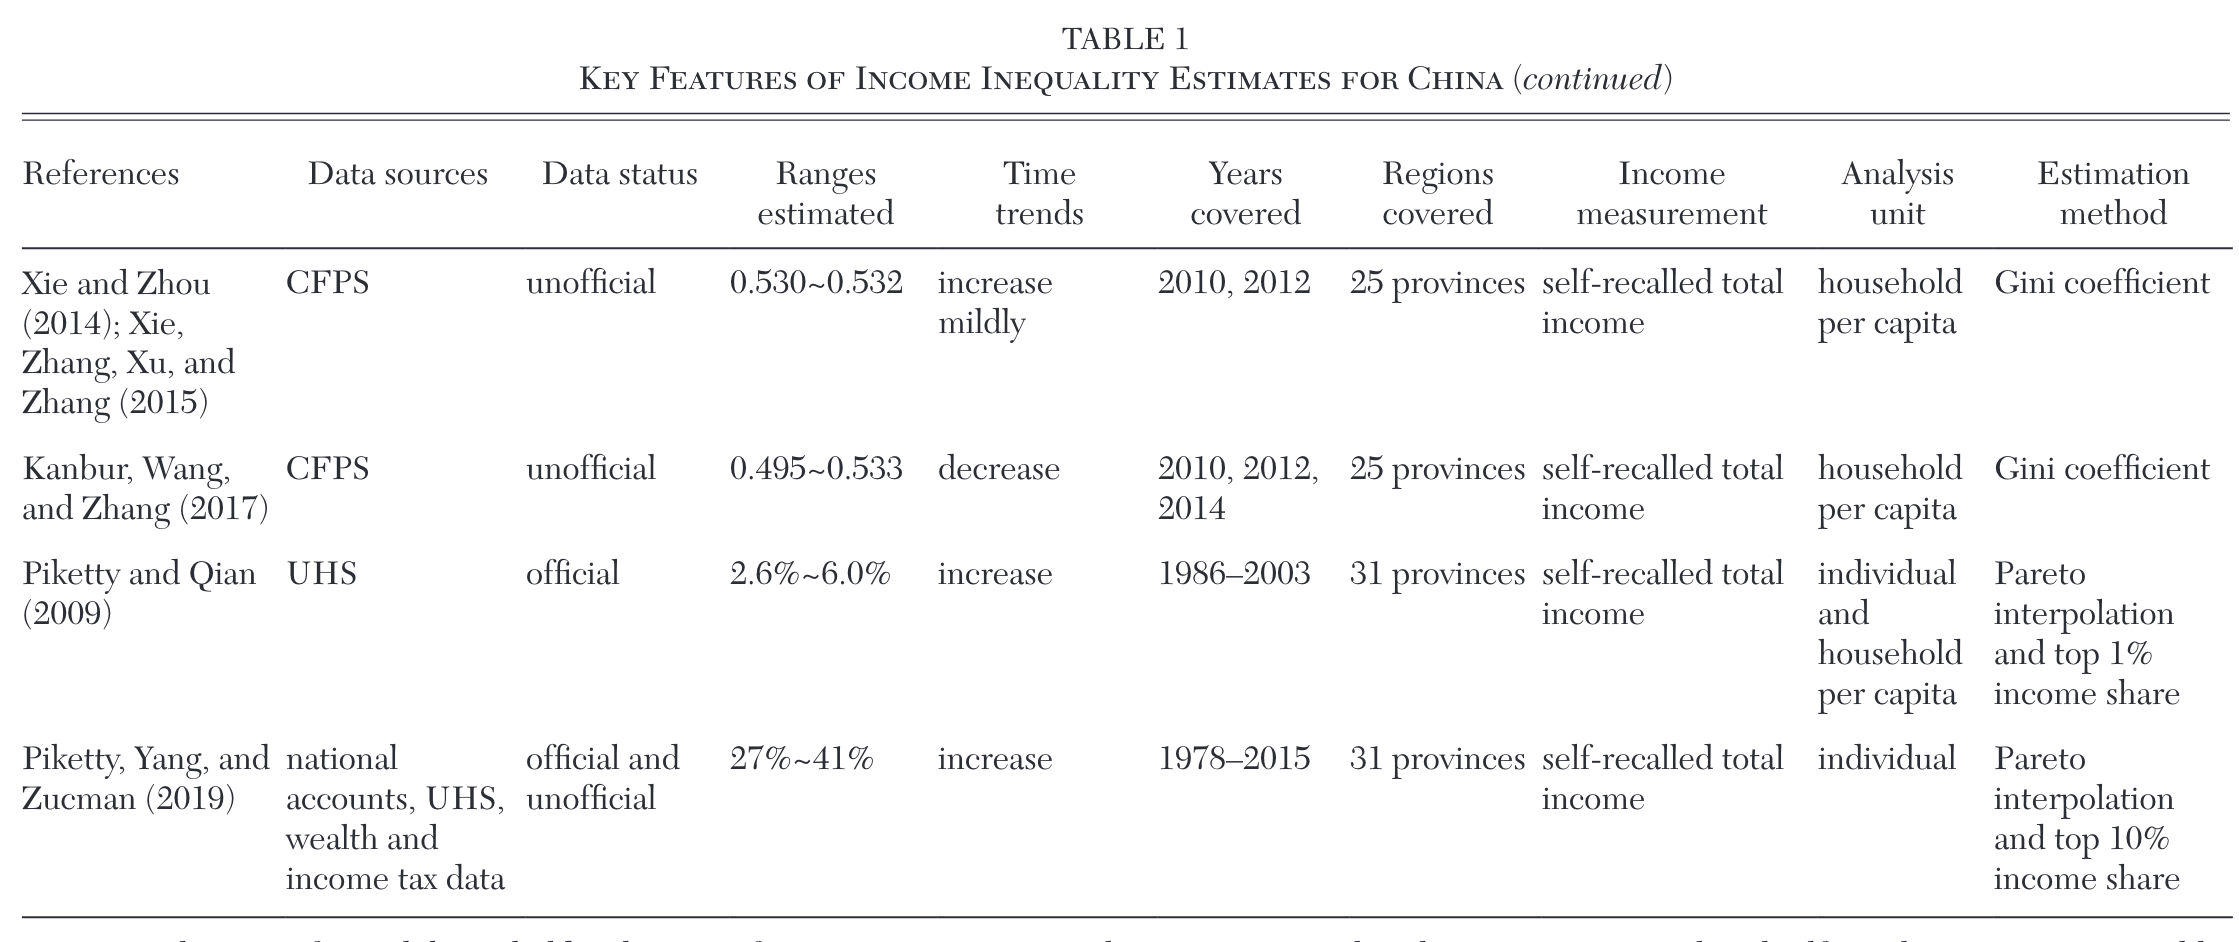 TABLE 1
Key Features of Income Inequality Estimates for China (continued)
References Data sources Data status Ranges estimated Time trends Years covered Regions covered Income measurement Analysis unit Estimation method
Xie and Zhou (2014); Xie, Zhang, Xu, and Zhang (2015) CFPS unofficial 0.530~0.532 increase mildly 2010, 2012 25 provinces self-recalled total income household per capita Gini coefficient
Kanbur, Wang, and Zhang (2017) CFPS unofficial 0.495~0.533 decrease 2010, 2012, 2014 25 provinces self-recalled total income household per capita Gini coefficient
Piketty and Qian (2009) UHS official 2.6%~6.0% increase 1986–2003 31 provinces self-recalled total income individual and household per capita Pareto interpolation and top 1% income share
Piketty, Yang, and Zucman (2019) national accounts, UHS, wealth and income tax data official and unofficial 27%~41% increase 1978–2015 31 provinces self-recalled total income individual Pareto interpolation and top 10% income share